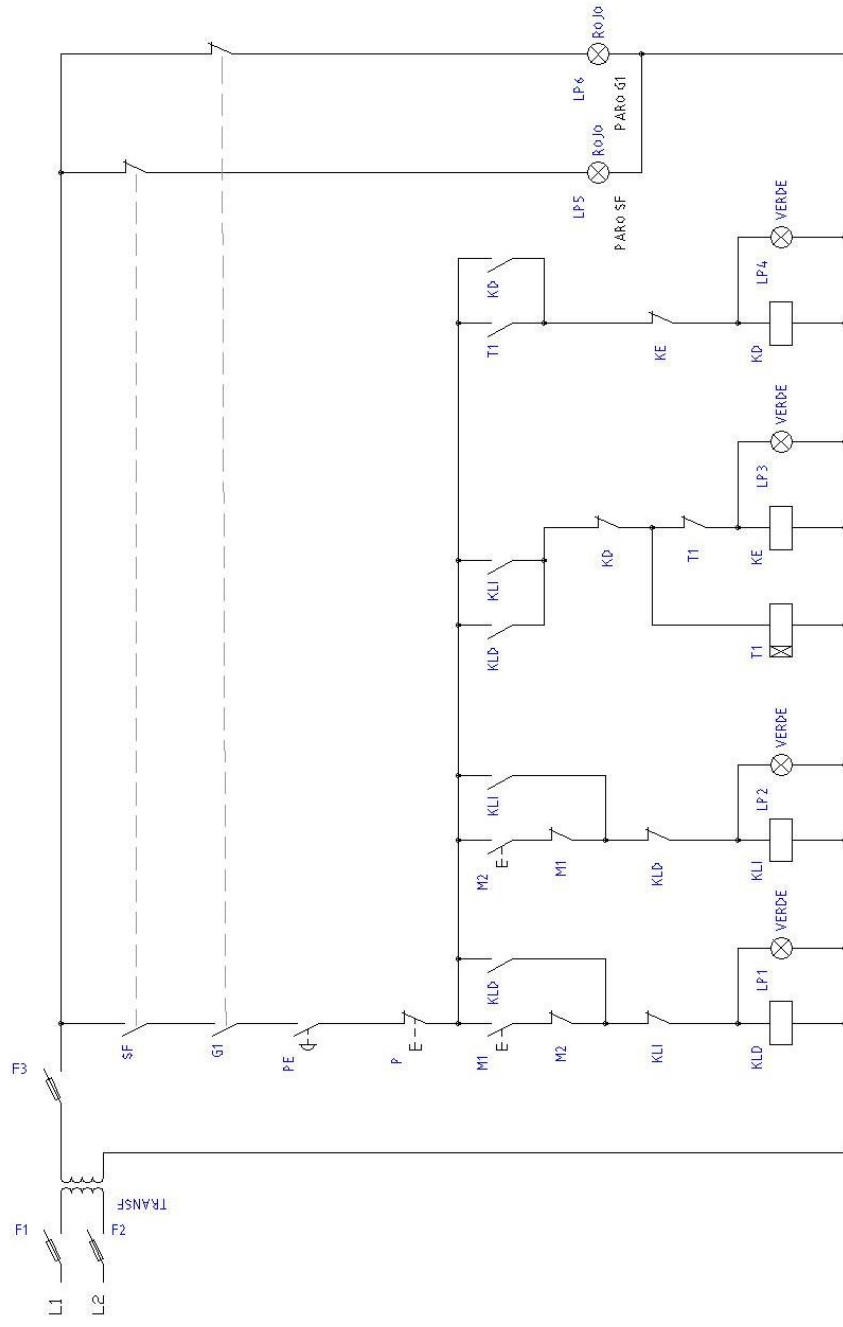 L1
L2
F1
F2
TRANSF
F3
SF
G1
PE
P
M1
KLD
M2
KLI
KLD
LP1
VERDE
M2
KLI
M1
KLD
KLI
LP2
VERDE
KLD
KLI
KD
T1
T1
KE
LP3
VERDE
T1
KD
KE
KD
LP4
VERDE
LP5
ROJO
PARO SF
LP6
ROJO
PARO G1